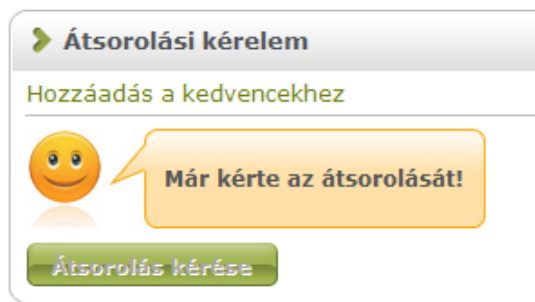 Átsorolási kérelem
Hozzáadás a kedvencekhez
Már kérte az átsorolását!
Átsorolás kérése